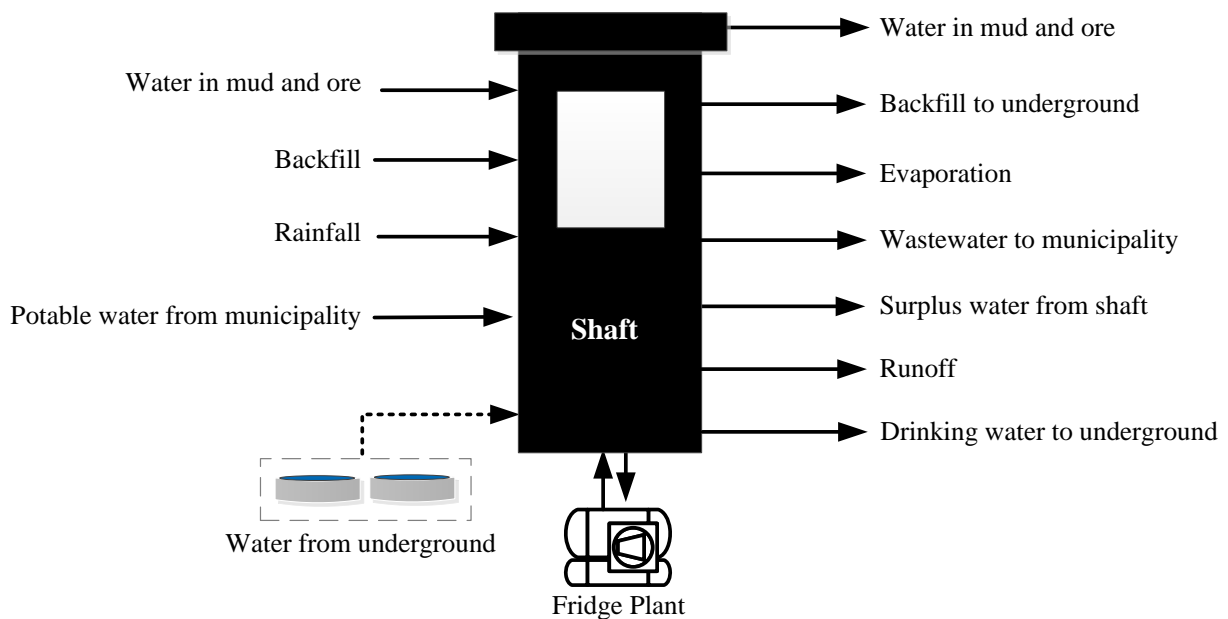 Water in mud and ore
Backfill
Rainfall
Potable water from municipality
Water from underground
Shaft
Fridge Plant
Water in mud and ore
Backfill to underground
Evaporation
Wastewater to municipality
Surplus water from shaft
Runoff
Drinking water to underground